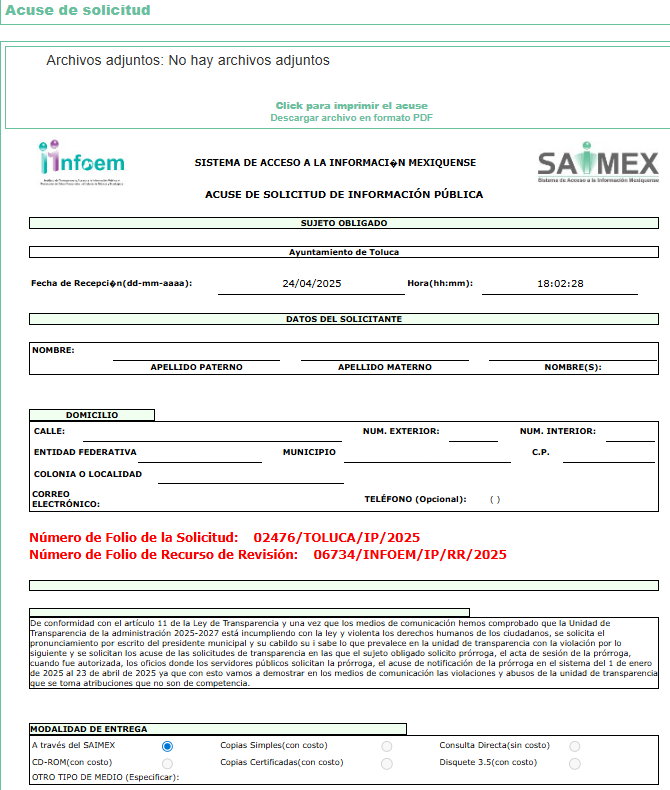 Acuse de solicitud
Archivos adjuntos: No hay archivos adjuntos
Click para imprimir el acuse
Descargar archivo en formato PDF
infoem
SISTEMA DE ACCESO A LA INFORMACI�N MEXIQUENSE
SAIMEX
Sistema de Acceso a la Información Mexiquense
ACUSE DE SOLICITUD DE INFORMACIÓN PÚBLICA
SUJETO OBLIGADO
Ayuntamiento de Toluca
Fecha de Recepci�n(dd-mm-aaaa): 24/04/2025 Hora(hh:mm): 18:02:28
DATOS DEL SOLICITANTE
NOMBRE:
APELLIDO PATERNO APELLIDO MATERNO NOMBRE(S):
DOMICILIO
CALLE: NUM. EXTERIOR: NUM. INTERIOR:
ENTIDAD FEDERATIVA MUNICIPIO C.P.
COLONIA O LOCALIDAD
CORREO
ELECTRÓNICO: TELÉFONO (Opcional): ( )
Número de Folio de la Solicitud: 02476/TOLUCA/IP/2025
Número de Folio de Recurso de Revisión: 06734/INFOEM/IP/RR/2025
De conformidad con el artículo 11 de la Ley de Transparencia y una vez que los medios de comunicación hemos comprobado que la Unidad de
Transparencia de la administración 2025-2027 está incumpliendo con la ley y violenta los derechos humanos de los ciudadanos, se solicita el
pronunciamiento por escrito del presidente municipal y su cabildo su i sabe lo que prevalece en la unidad de transparencia con la violación por lo
siguiente y se solicitan los acuse de las solicitudes de transparencia en las que el sujeto obligado solicito prórroga, el acta de sesión de la prórroga,
cuando fue autorizada, los oficios donde los servidores públicos solicitan la prórroga, el acuse de notificación de la prórroga en el sistema del 1 de enero
de 2025 al 23 de abril de 2025 ya que con esto vamos a demostrar en los medios de comunicación las violaciones y abusos de la unidad de transparencia
que se toma atribuciones que no son de competencia.
MODALIDAD DE ENTREGA
A través del SAIMEX Copias Simples(con costo) Consulta Directa(sin costo)
CD-ROM(con costo) Copias Certificadas(con costo) Disquete 3.5(con costo)
OTRO TIPO DE MEDIO (Especificar):